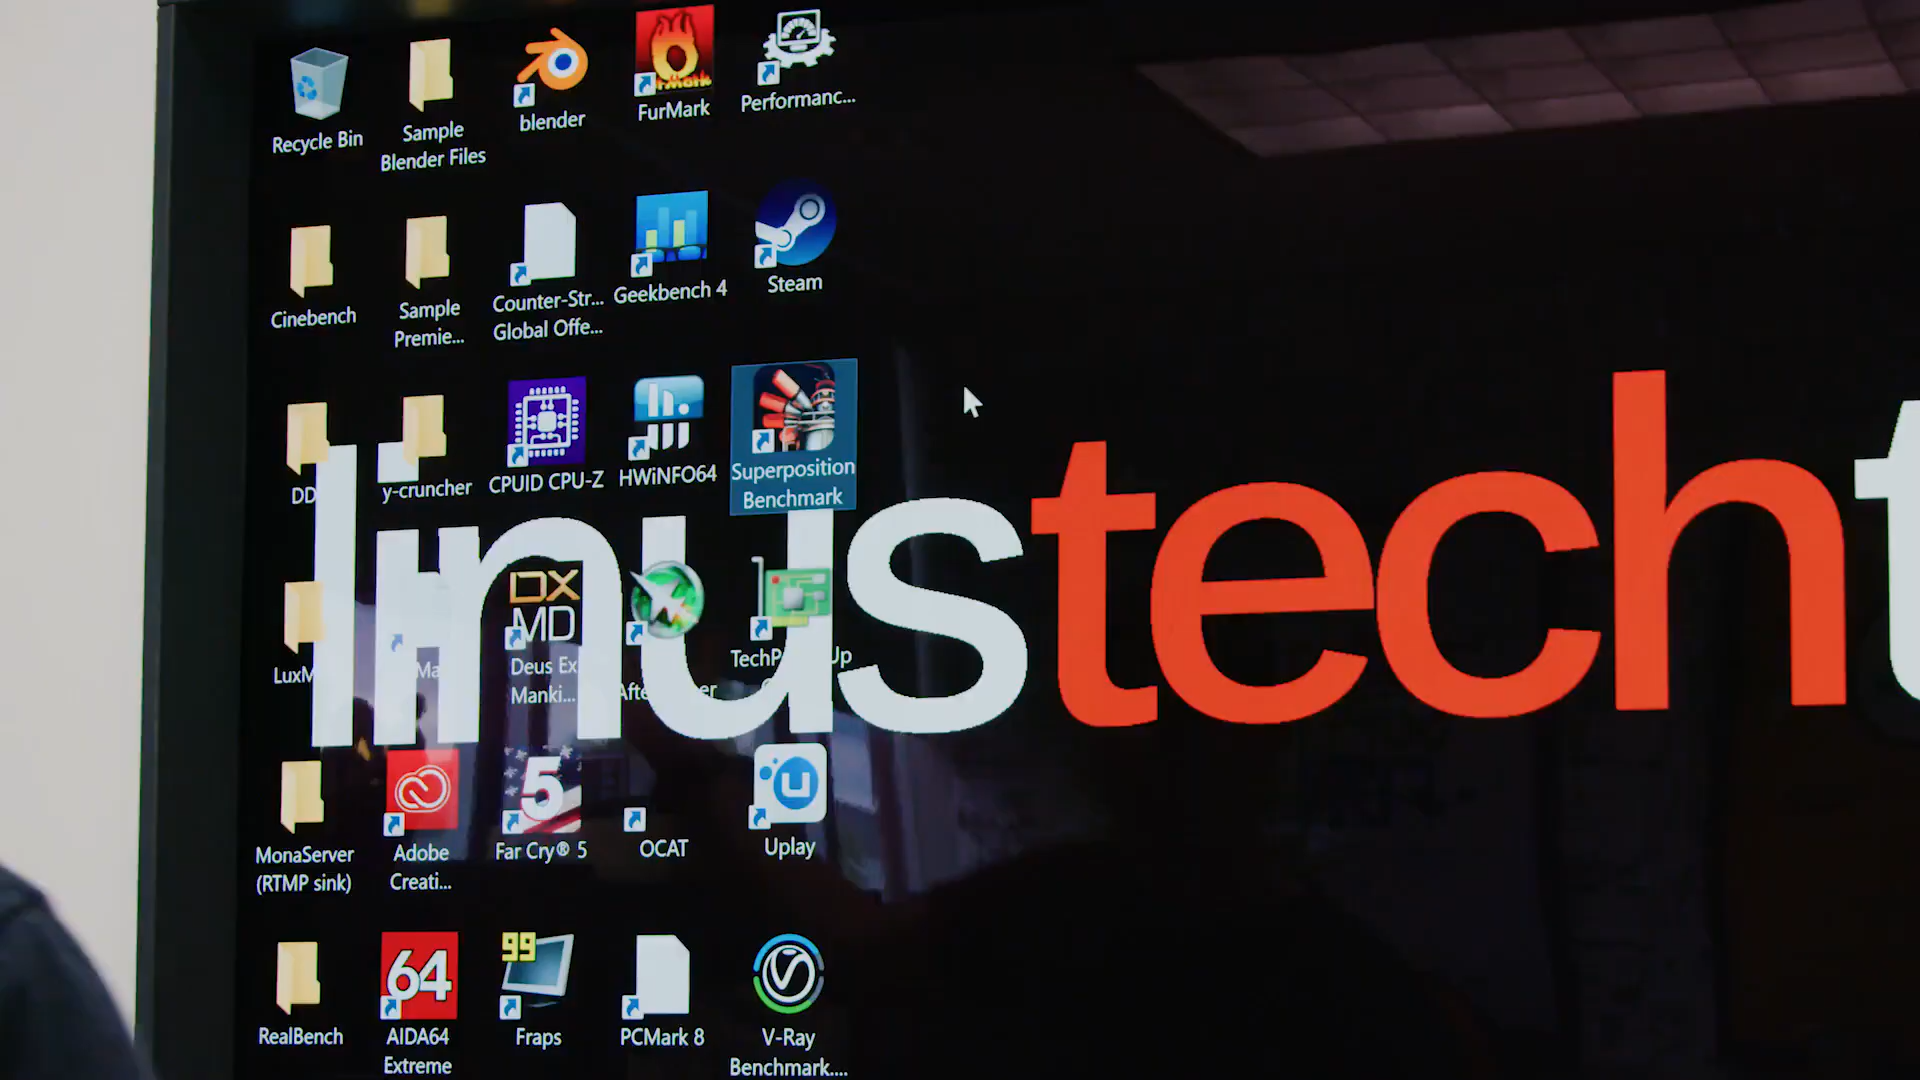 Recycle Bin
Sample
Blender Files
blender
FurMark
Performanc...
Cinebench
Sample
Premie...
Counter-Str...
Global Offe...
Geekbench 4
Steam
DD
y-cruncher
CPUID CPU-Z
HWiNFO64
Superposition
Benchmark
linustech
DX
MD
Deus Ex
Manki...
MonaServer
(RTMP sink)
Adobe
Creati...
5
Far Cry® 5
OCAT
U
Uplay
RealBench
64
AIDA64
Extreme
99
Fraps
PCMark 8
V-Ray
Benchmark....